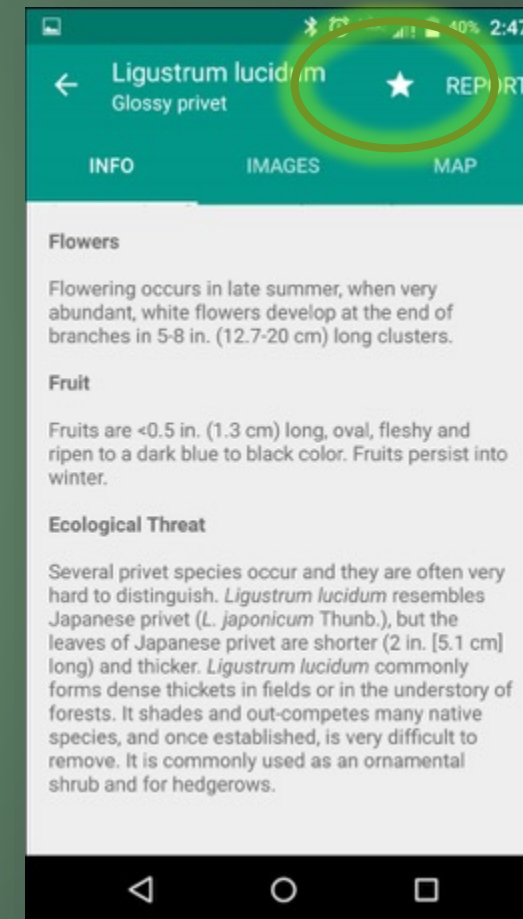 40% 2:47
Ligustrum lucidum
REPORT
Glossy privet
INFO IMAGES MAP
Flowers
Flowering occurs in late summer, when very
abundant, white flowers develop at the end of
branches in 5-8 in. (12.7-20 cm) long clusters.
Fruit
Fruits are <0.5 in. (1.3 cm) long, oval, fleshy and
ripen to a dark blue to black color. Fruits persist into
winter.
Ecological Threat
Several privet species occur and they are often very
hard to distinguish. Ligustrum lucidum resembles
Japanese privet (L. japonicum Thunb.), but the
leaves of Japanese privet are shorter (2 in. [5.1 cm]
long) and thicker. Ligustrum lucidum commonly
forms dense thickets in fields or in the understory of
forests. It shades and out-competes many native
species, and once established, is very difficult to
remove. It is commonly used as an ornamental
shrub and for hedgerows.